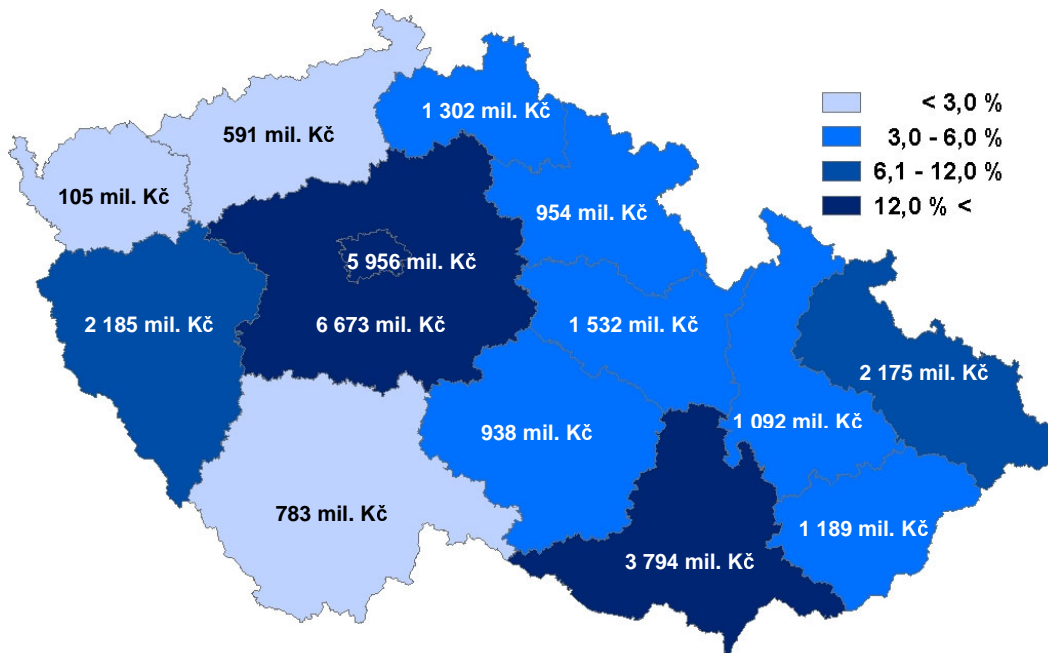 1 302 mil. Kč
591 mil. Kč
105 mil. Kč
954 mil. Kč
5 956 mil. Kč
2 185 mil. Kč
6 673 mil. Kč
1 532 mil. Kč
2 175 mil. Kč
1 092 mil. Kč
938 mil. Kč
783 mil. Kč
1 189 mil. Kč
3 794 mil. Kč
< 3,0 %
3,0 - 6,0 %
6,1 - 12,0 %
12,0 % <